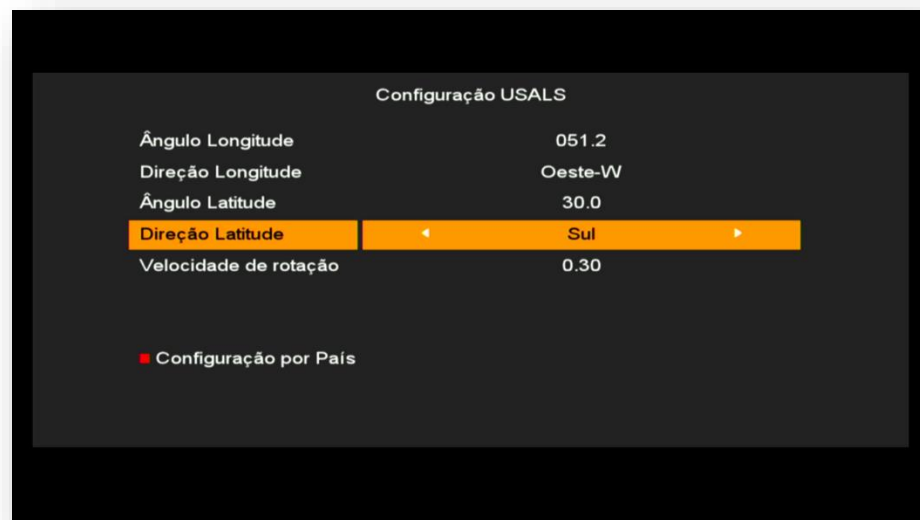 Configuração USALS
Ângulo Longitude 051.2
Direção Longitude Oeste-W
Ângulo Latitude 30.0
Direção Latitude Sul
Velocidade de rotação 0.30
Configuração por País